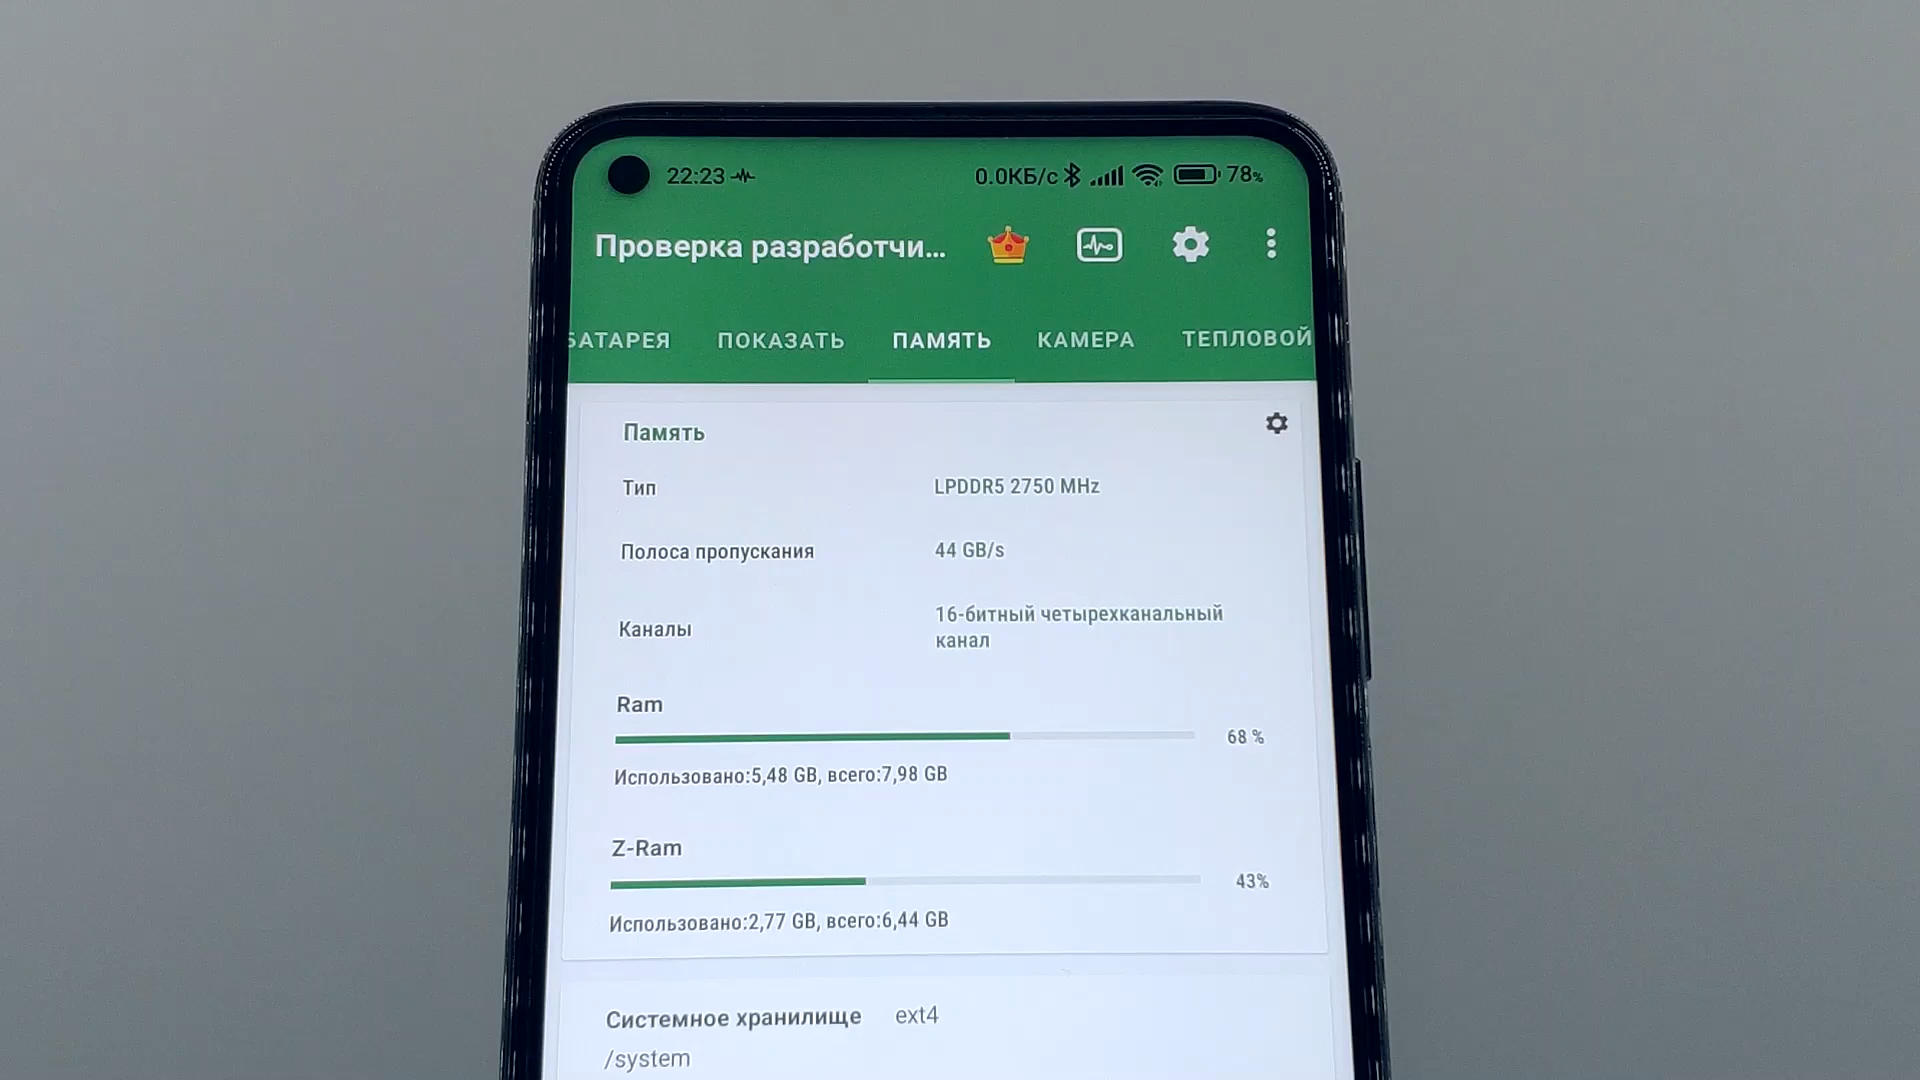 22:23 0.0КБ/с 78%
Проверка разработчи...
БАТАРЕЯ ПОКАЗАТЬ ПАМЯТЬ КАМЕРА ТЕПЛОВОЙ
Память
Тип LPDDR5 2750 MHz
Полоса пропускания 44 GB/s
Каналы 16-битный четырехканальный
канал
Ram
68 %
Использовано:5,48 GB, всего:7,98 GB
Z-Ram
43%
Использовано:2,77 GB, всего:6,44 GB
Системное хранилище ext4
/system